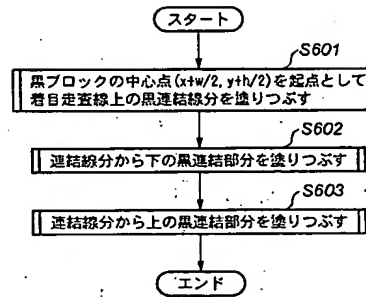 スタート
S601
黒ブロックの中心点(x+w/2, y+h/2)を起点として
着目走査線上の黒連結線分を塗りつぶす
S602
連結線分から下の黒連結部分を塗りつぶす
S603
連結線分から上の黒連結部分を塗りつぶす
エンド